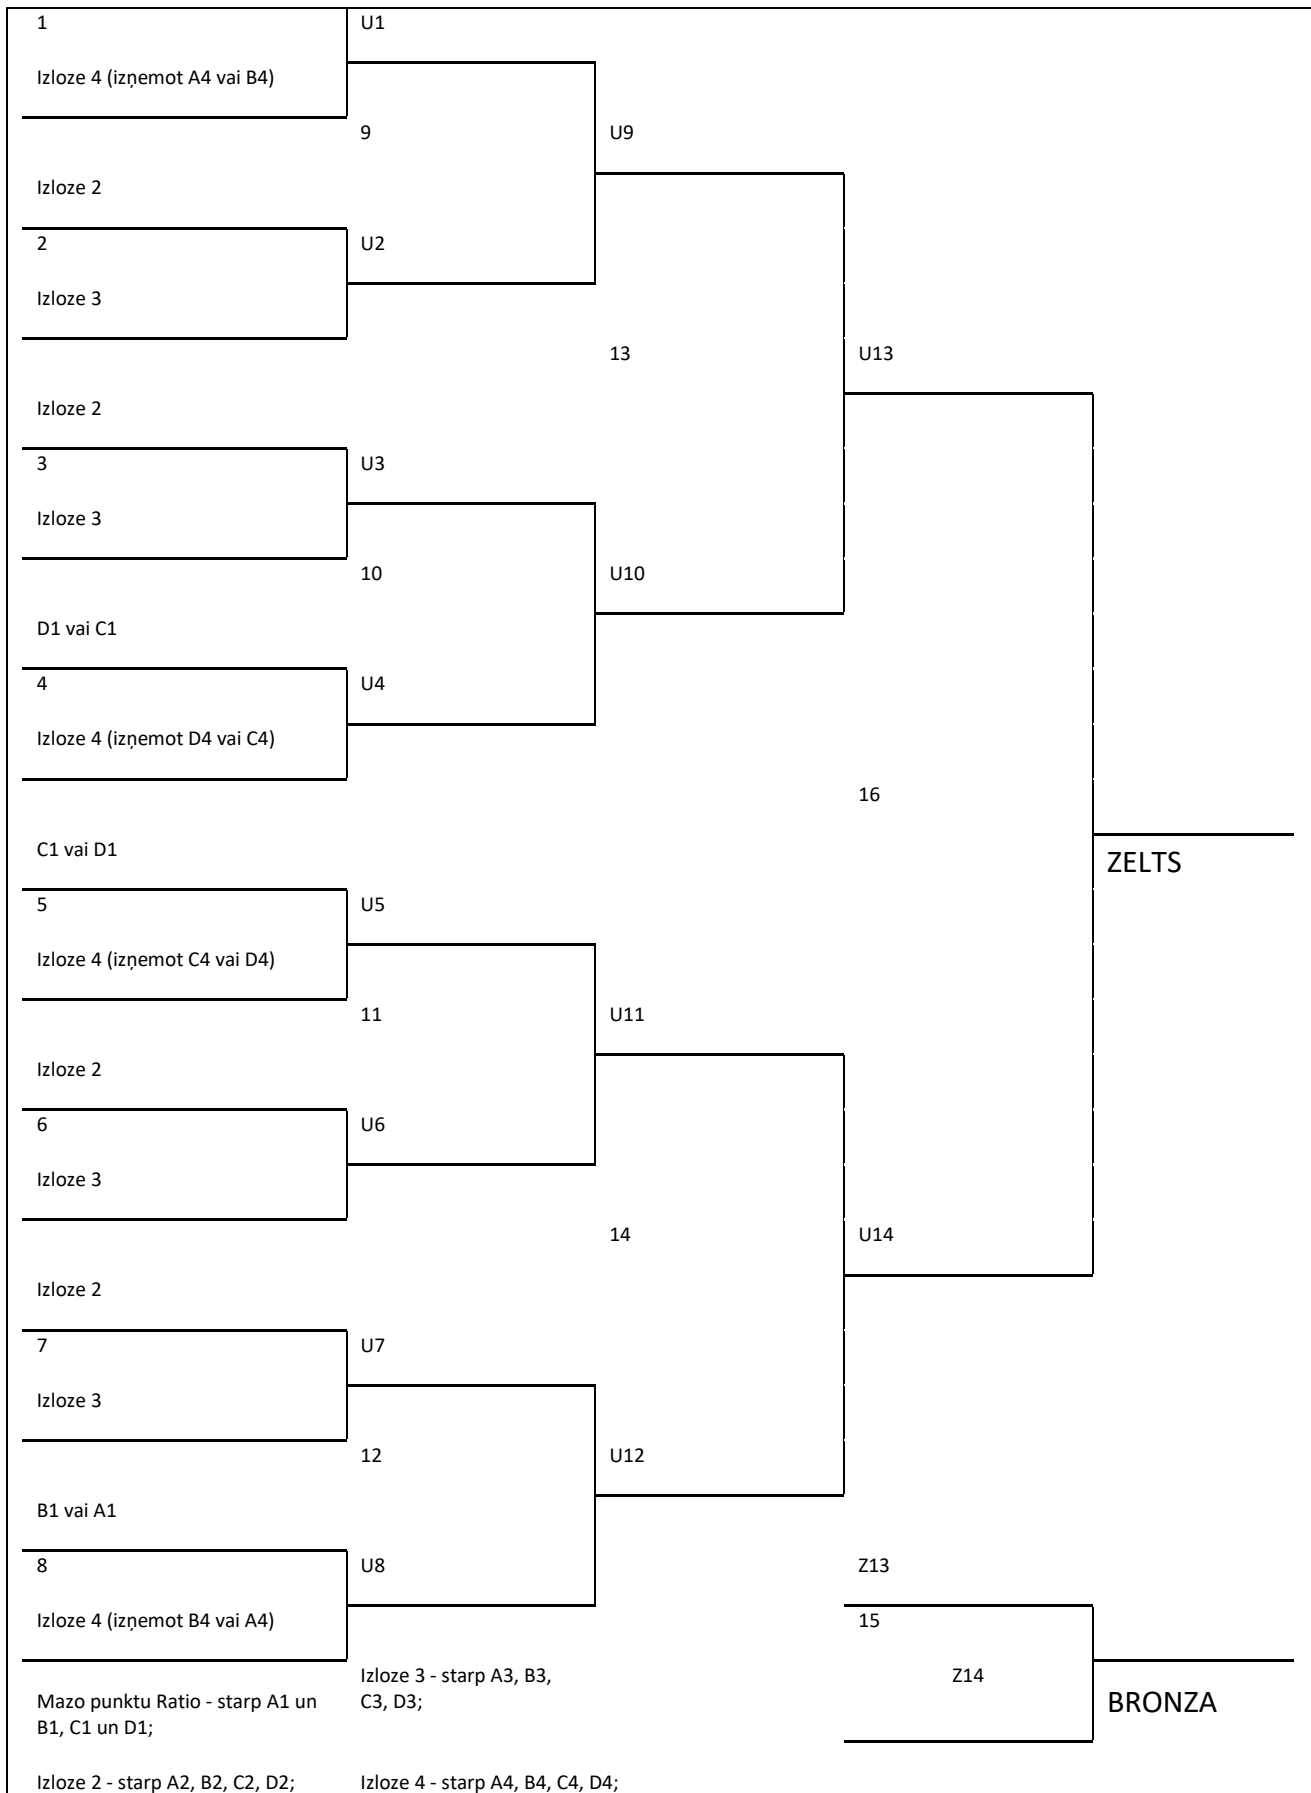 1
U1
Izloze 4 (izņemot A4 vai B4)
9
U9
Izloze 2
2
U2
Izloze 3
13
U13
Izloze 2
3
U3
Izloze 3
10
U10
D1 vai C1
4
U4
Izloze 4 (izņemot D4 vai C4)
16
C1 vai D1
ZELTS
5
U5
Izloze 4 (izņemot C4 vai D4)
11
U11
Izloze 2
6
U6
Izloze 3
14
U14
Izloze 2
7
U7
Izloze 3
12
U12
B1 vai A1
8
U8
Z13
Izloze 4 (izņemot B4 vai A4)
15
Izloze 3 - starp A3, B3,
C3, D3;
Z14
Mazo punktu Ratio - starp A1 un
B1, C1 un D1;
BRONZA
Izloze 2 - starp A2, B2, C2, D2;
Izloze 4 - starp A4, B4, C4, D4;